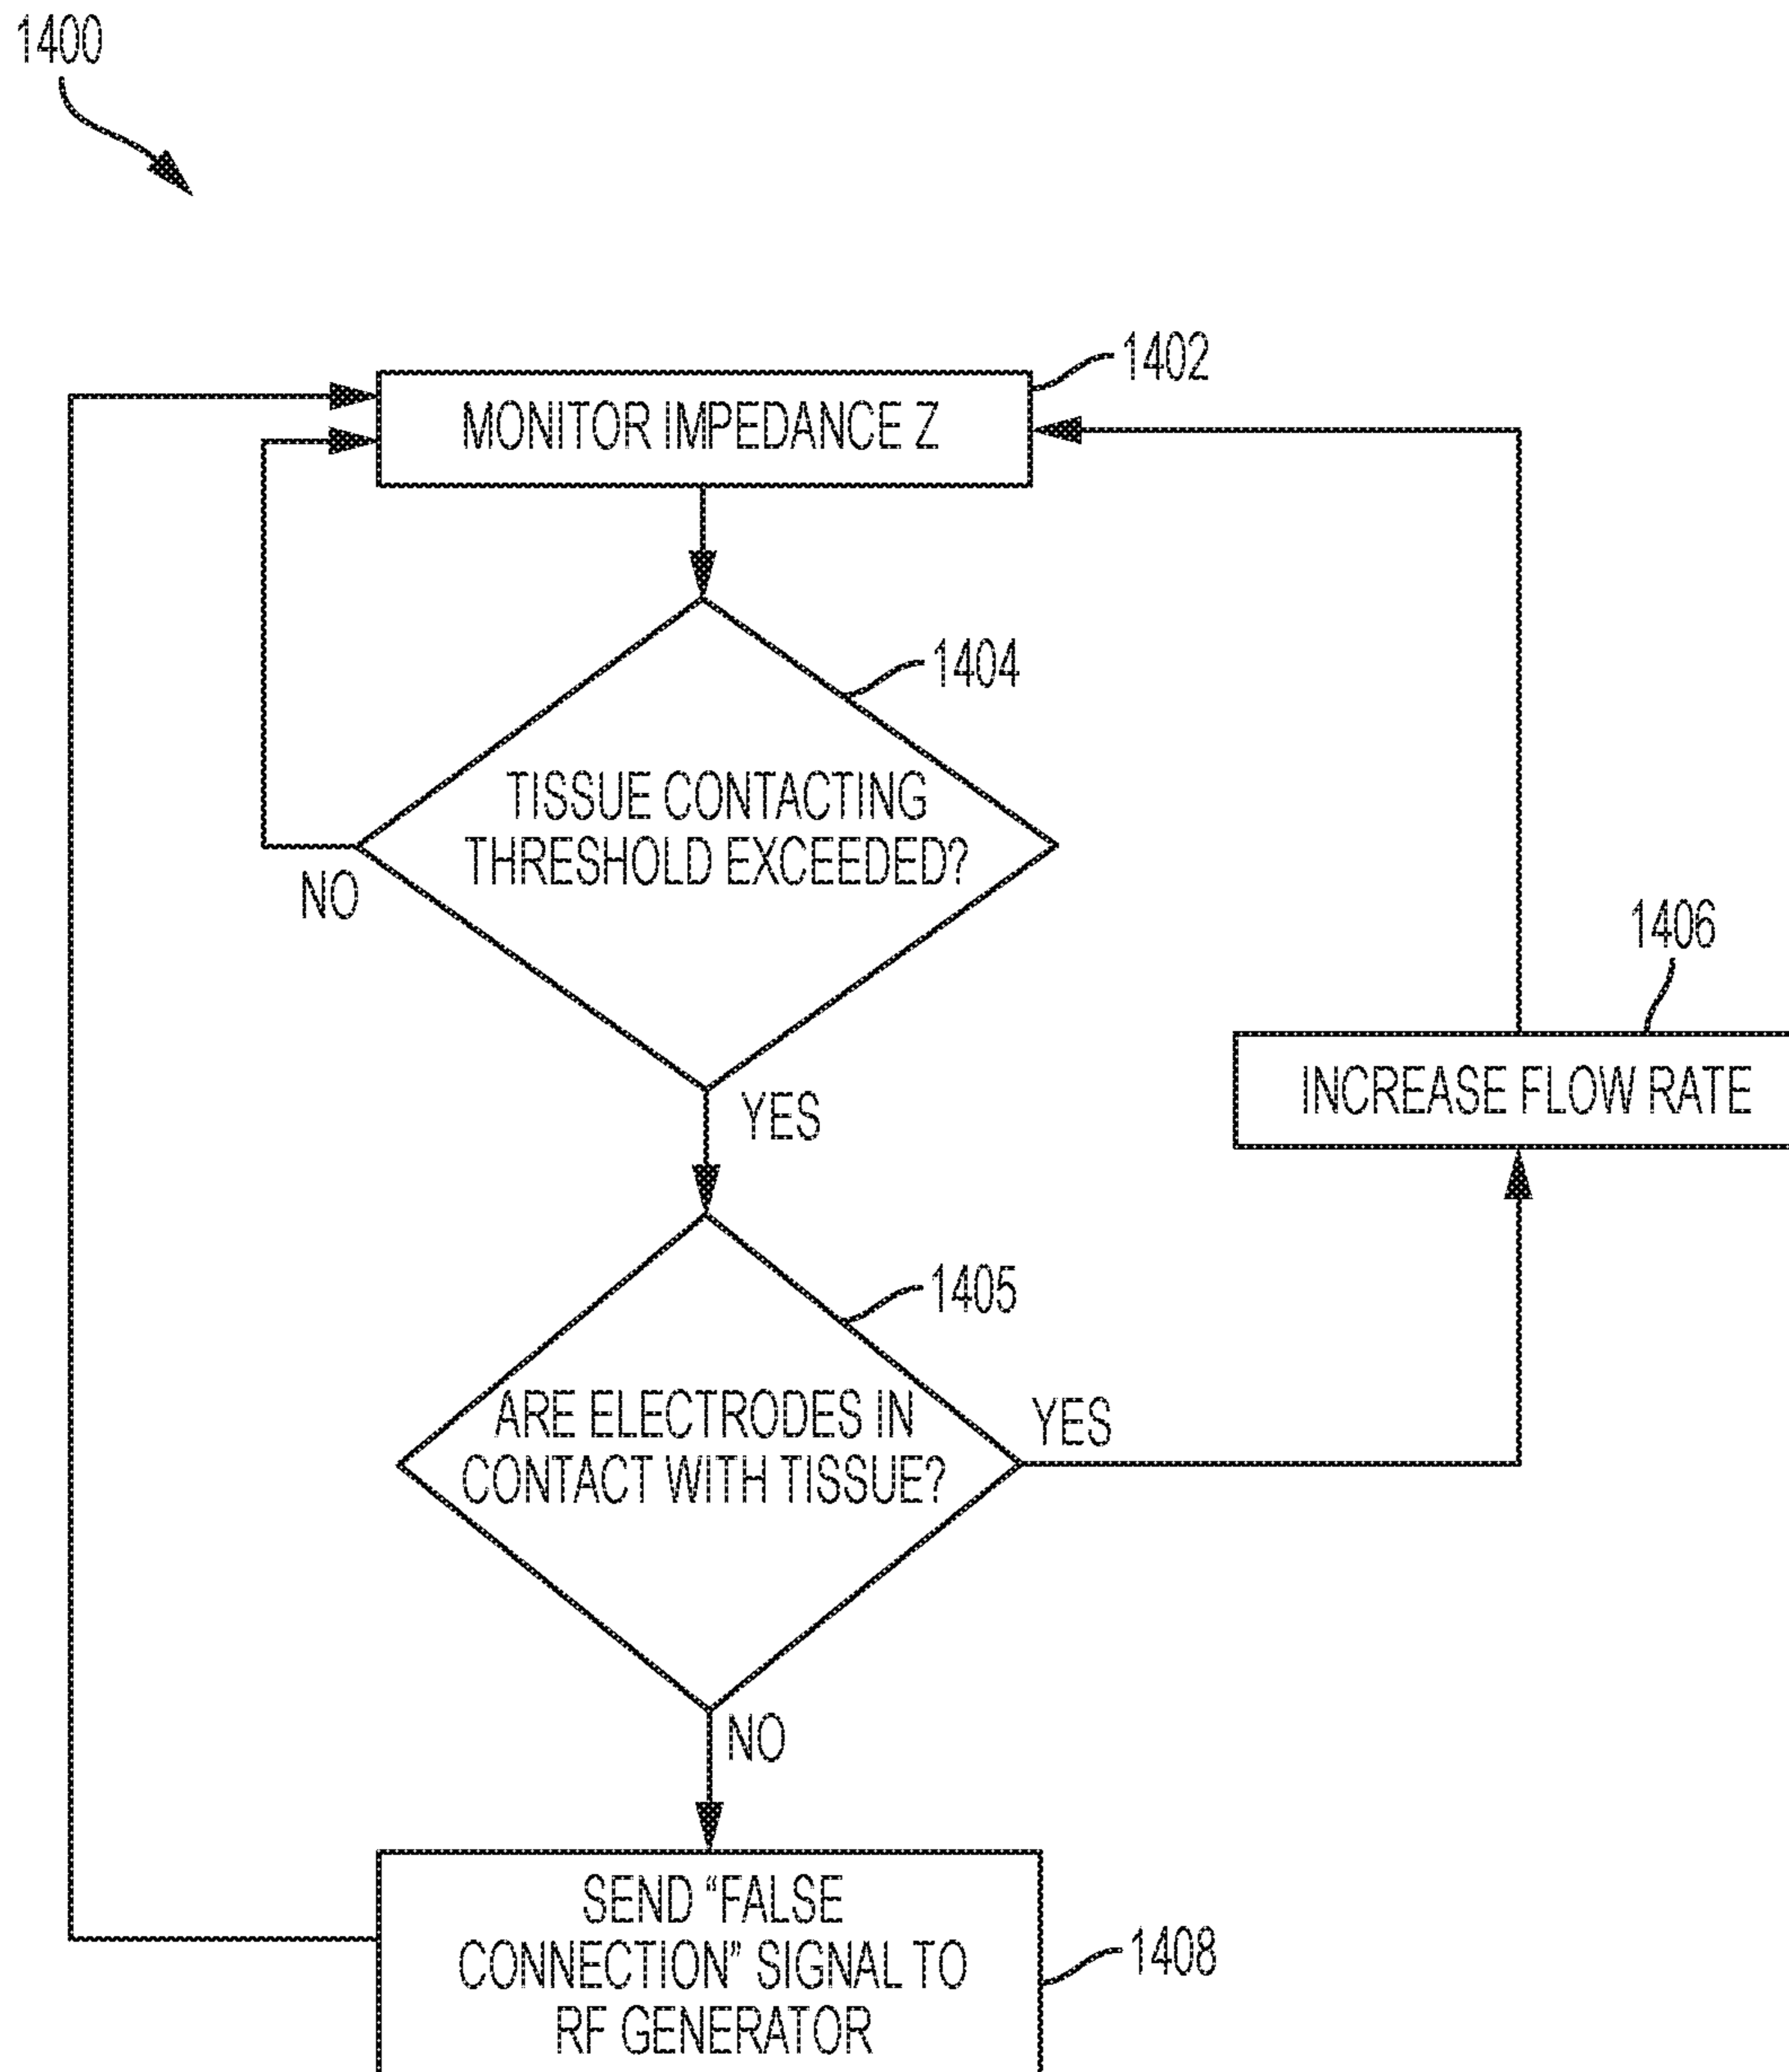 1400
1402
MONITOR IMPEDANCE Z
1404
TISSUE CONTACTING
THRESHOLD EXCEEDED?
NO
1406
YES
INCREASE FLOW RATE
1405
ARE ELECTRODES IN
CONTACT WITH TISSUE?
YES
NO
SEND “FALSE
CONNECTION” SIGNAL TO
RF GENERATOR
1408